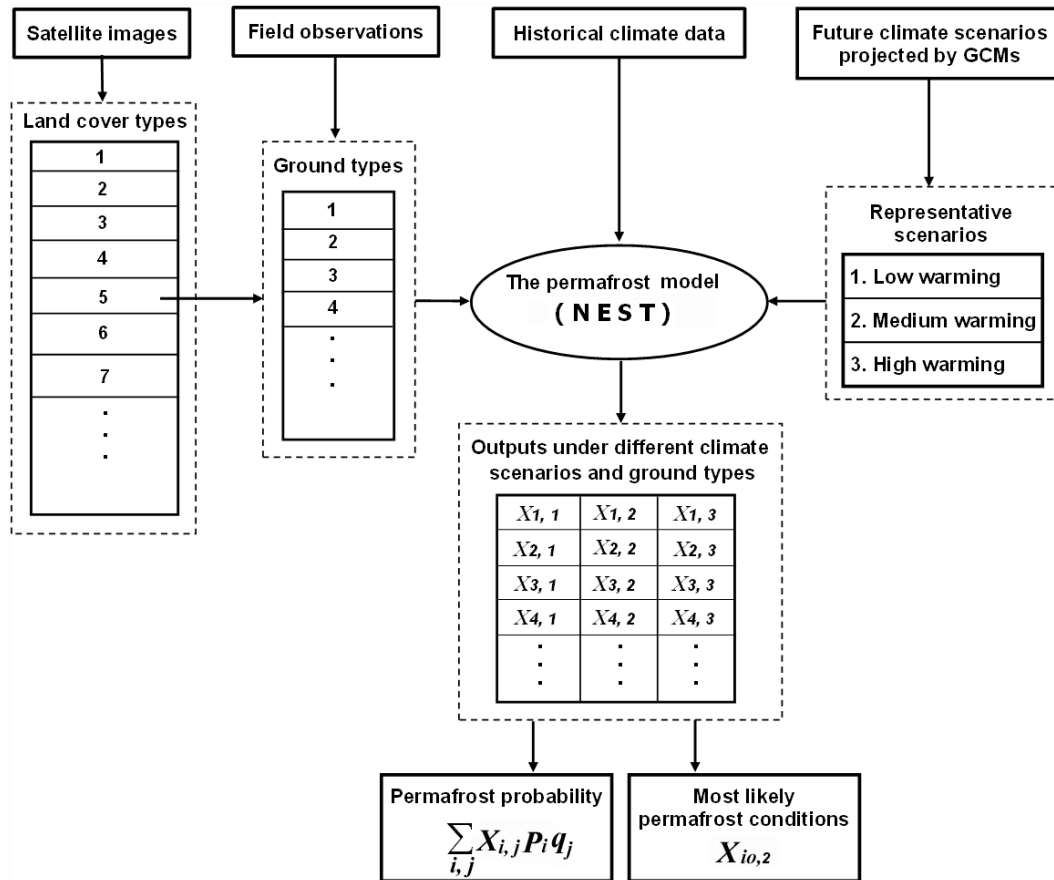 Satellite images
Field observations
Historical climate data
Future climate scenarios
projected by GCMs
Land cover types
1
2
3
4
5
6
7
.
.
.
Ground types
1
2
3
4
.
.
.
The permafrost model
( N E S T )
Representative
scenarios
1. Low warming
2. Medium warming
3. High warming
Outputs under different climate
scenarios and ground types
X1, 1 X1, 2 X1, 3
X2, 1 X2, 2 X2, 3
X3, 1 X3, 2 X3, 3
X4, 1 X4, 2 X4, 3
. . .
. . .
. . .
Permafrost probability
∑ Xi, j Pi qj
i, j
Most likely
permafrost conditions
Xio,2